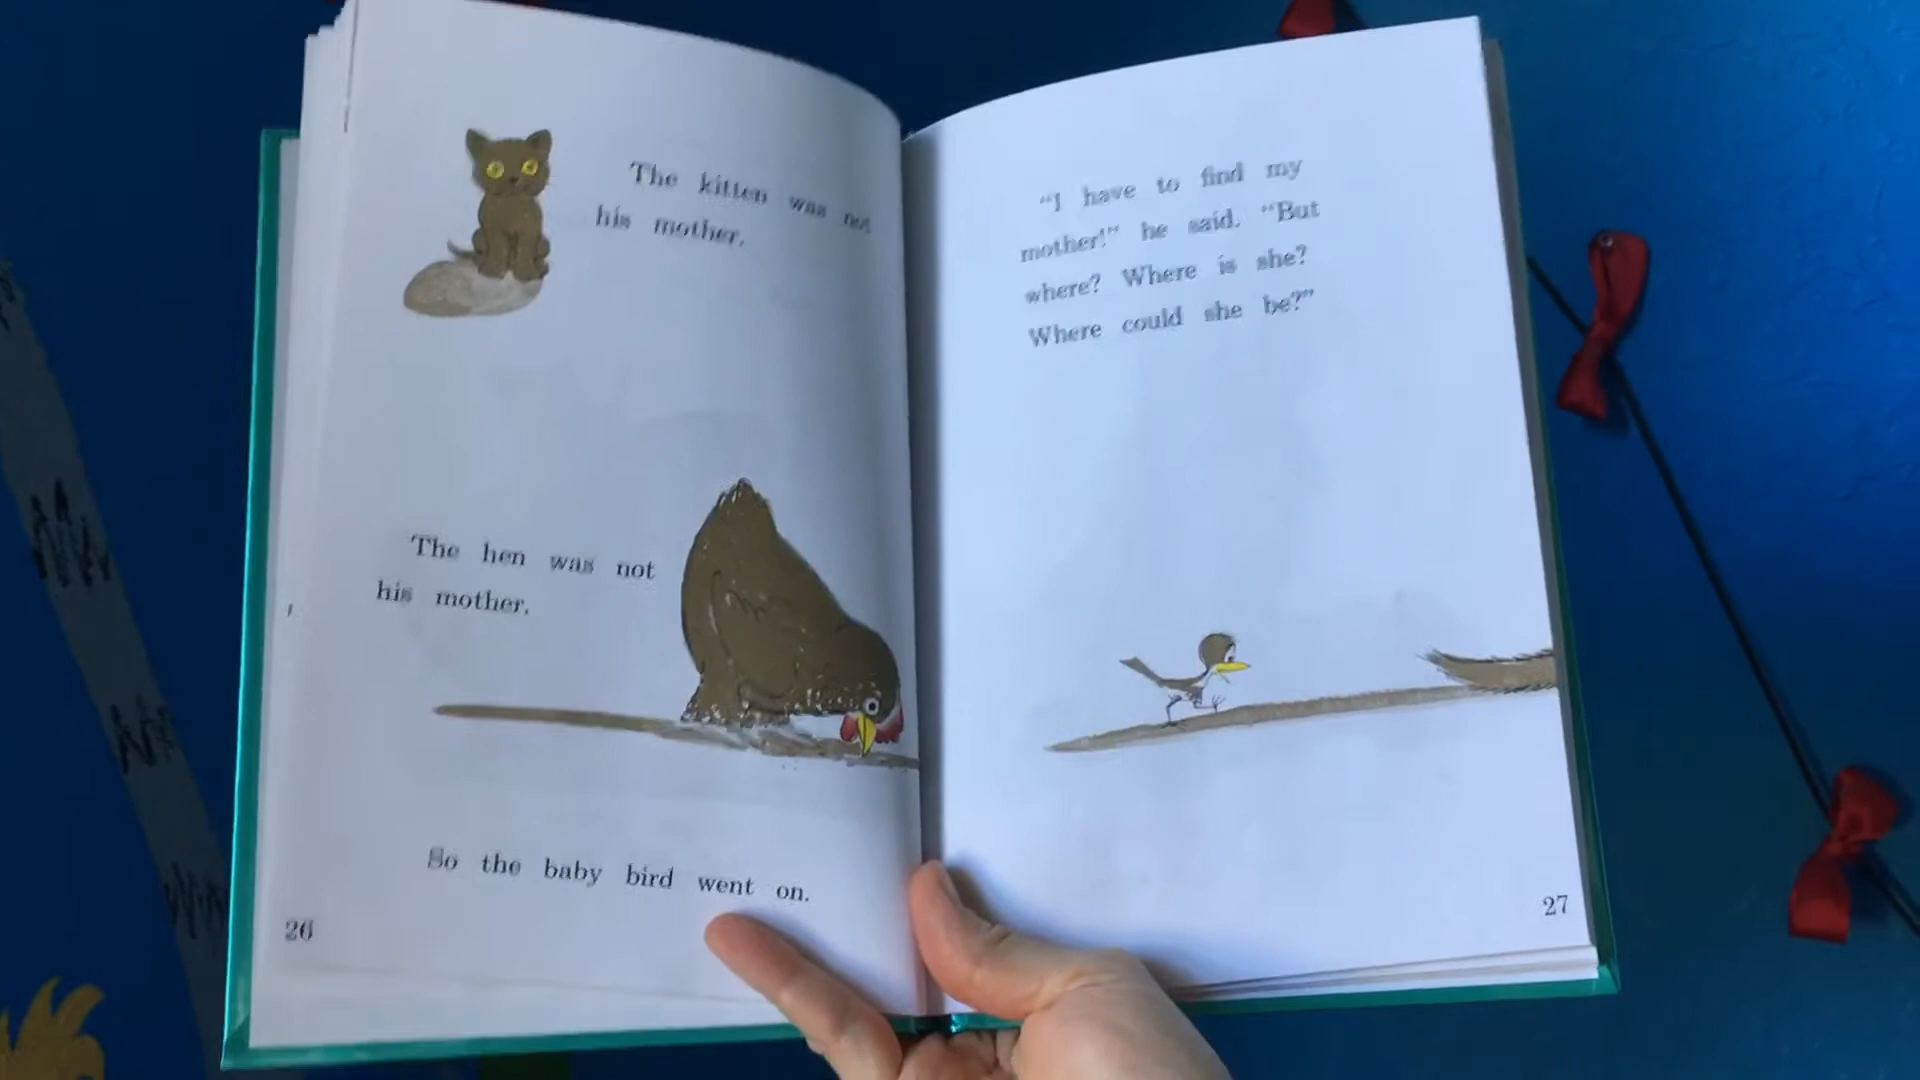 The kitten was not
his mother.
The hen was not
his mother.
So the baby bird went on.
26
“I have to find my
mother!” he said. “But
where? Where is she?
Where could she be?”
27